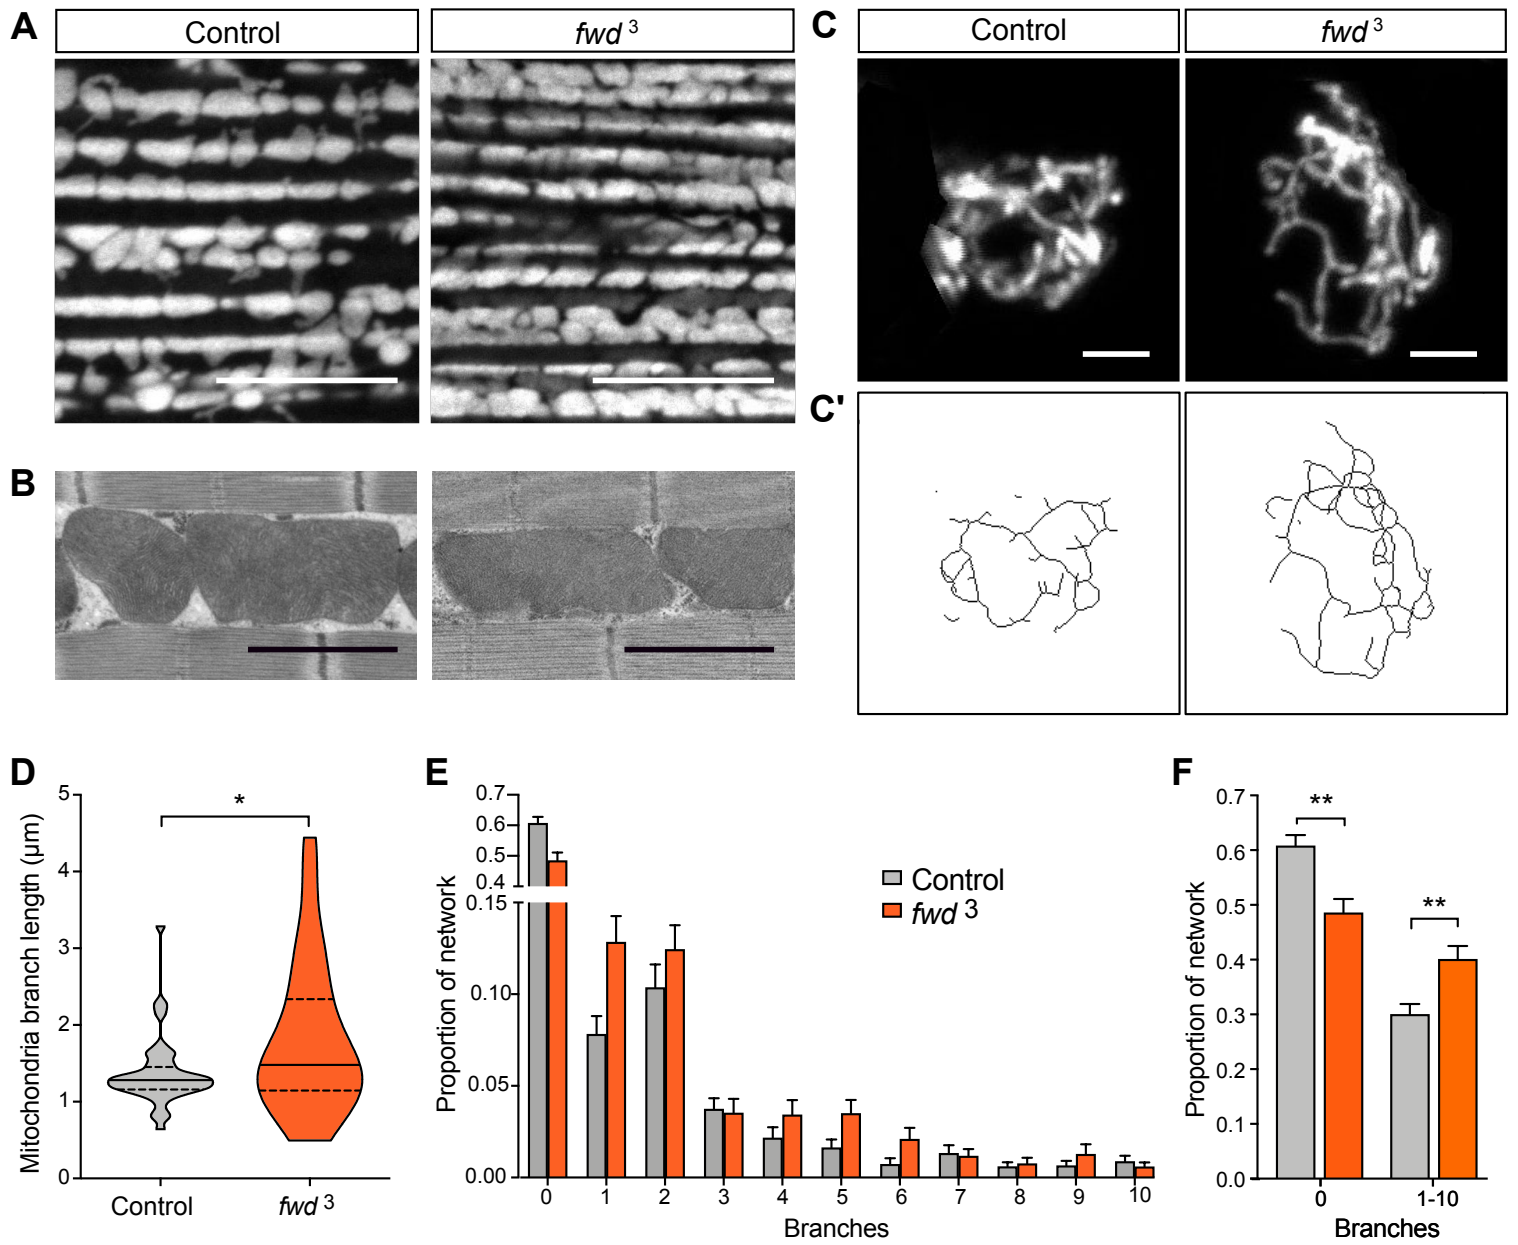 A
Control
fwd 3
B
C
Control
fwd 3
C'
D
Mitochondria branch length (µm)
5
4
3
2
1
0
*
Control
fwd 3
E
Proportion of network
0.7
0.6
0.5
0.4
0.15
0.10
0.05
0.00
0 1 2 3 4 5 6 7 8 9 10
Branches
Control
fwd 3
F
Proportion of network
0.7
0.6
0.5
0.4
0.3
0.2
0.1
0.0
**
**
0 1-10
Branches